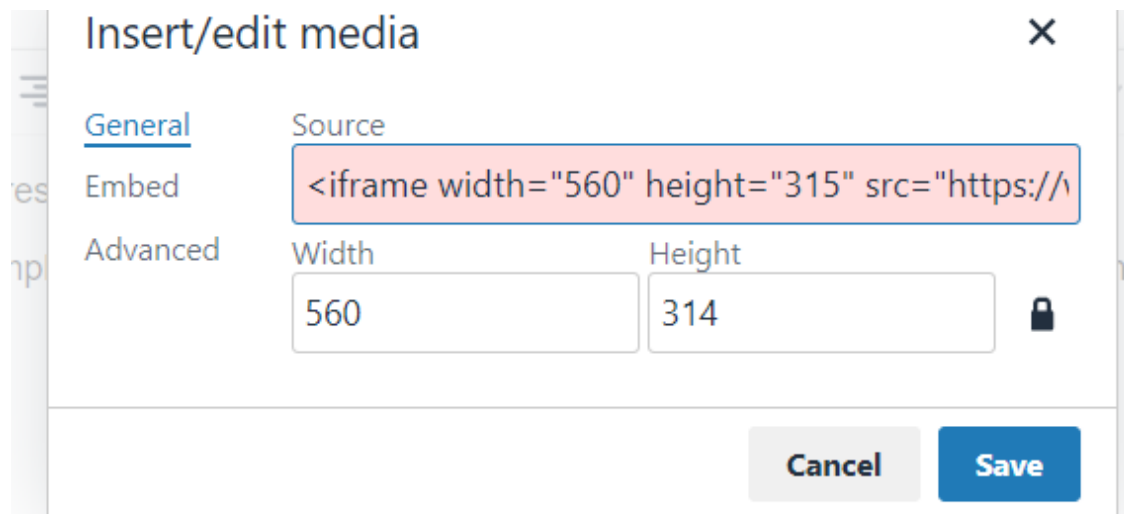 Insert/edit media
General
Source
<iframe width="560" height="315" src="https://
Embed
Advanced
Width
Height
560
314
Cancel
Save